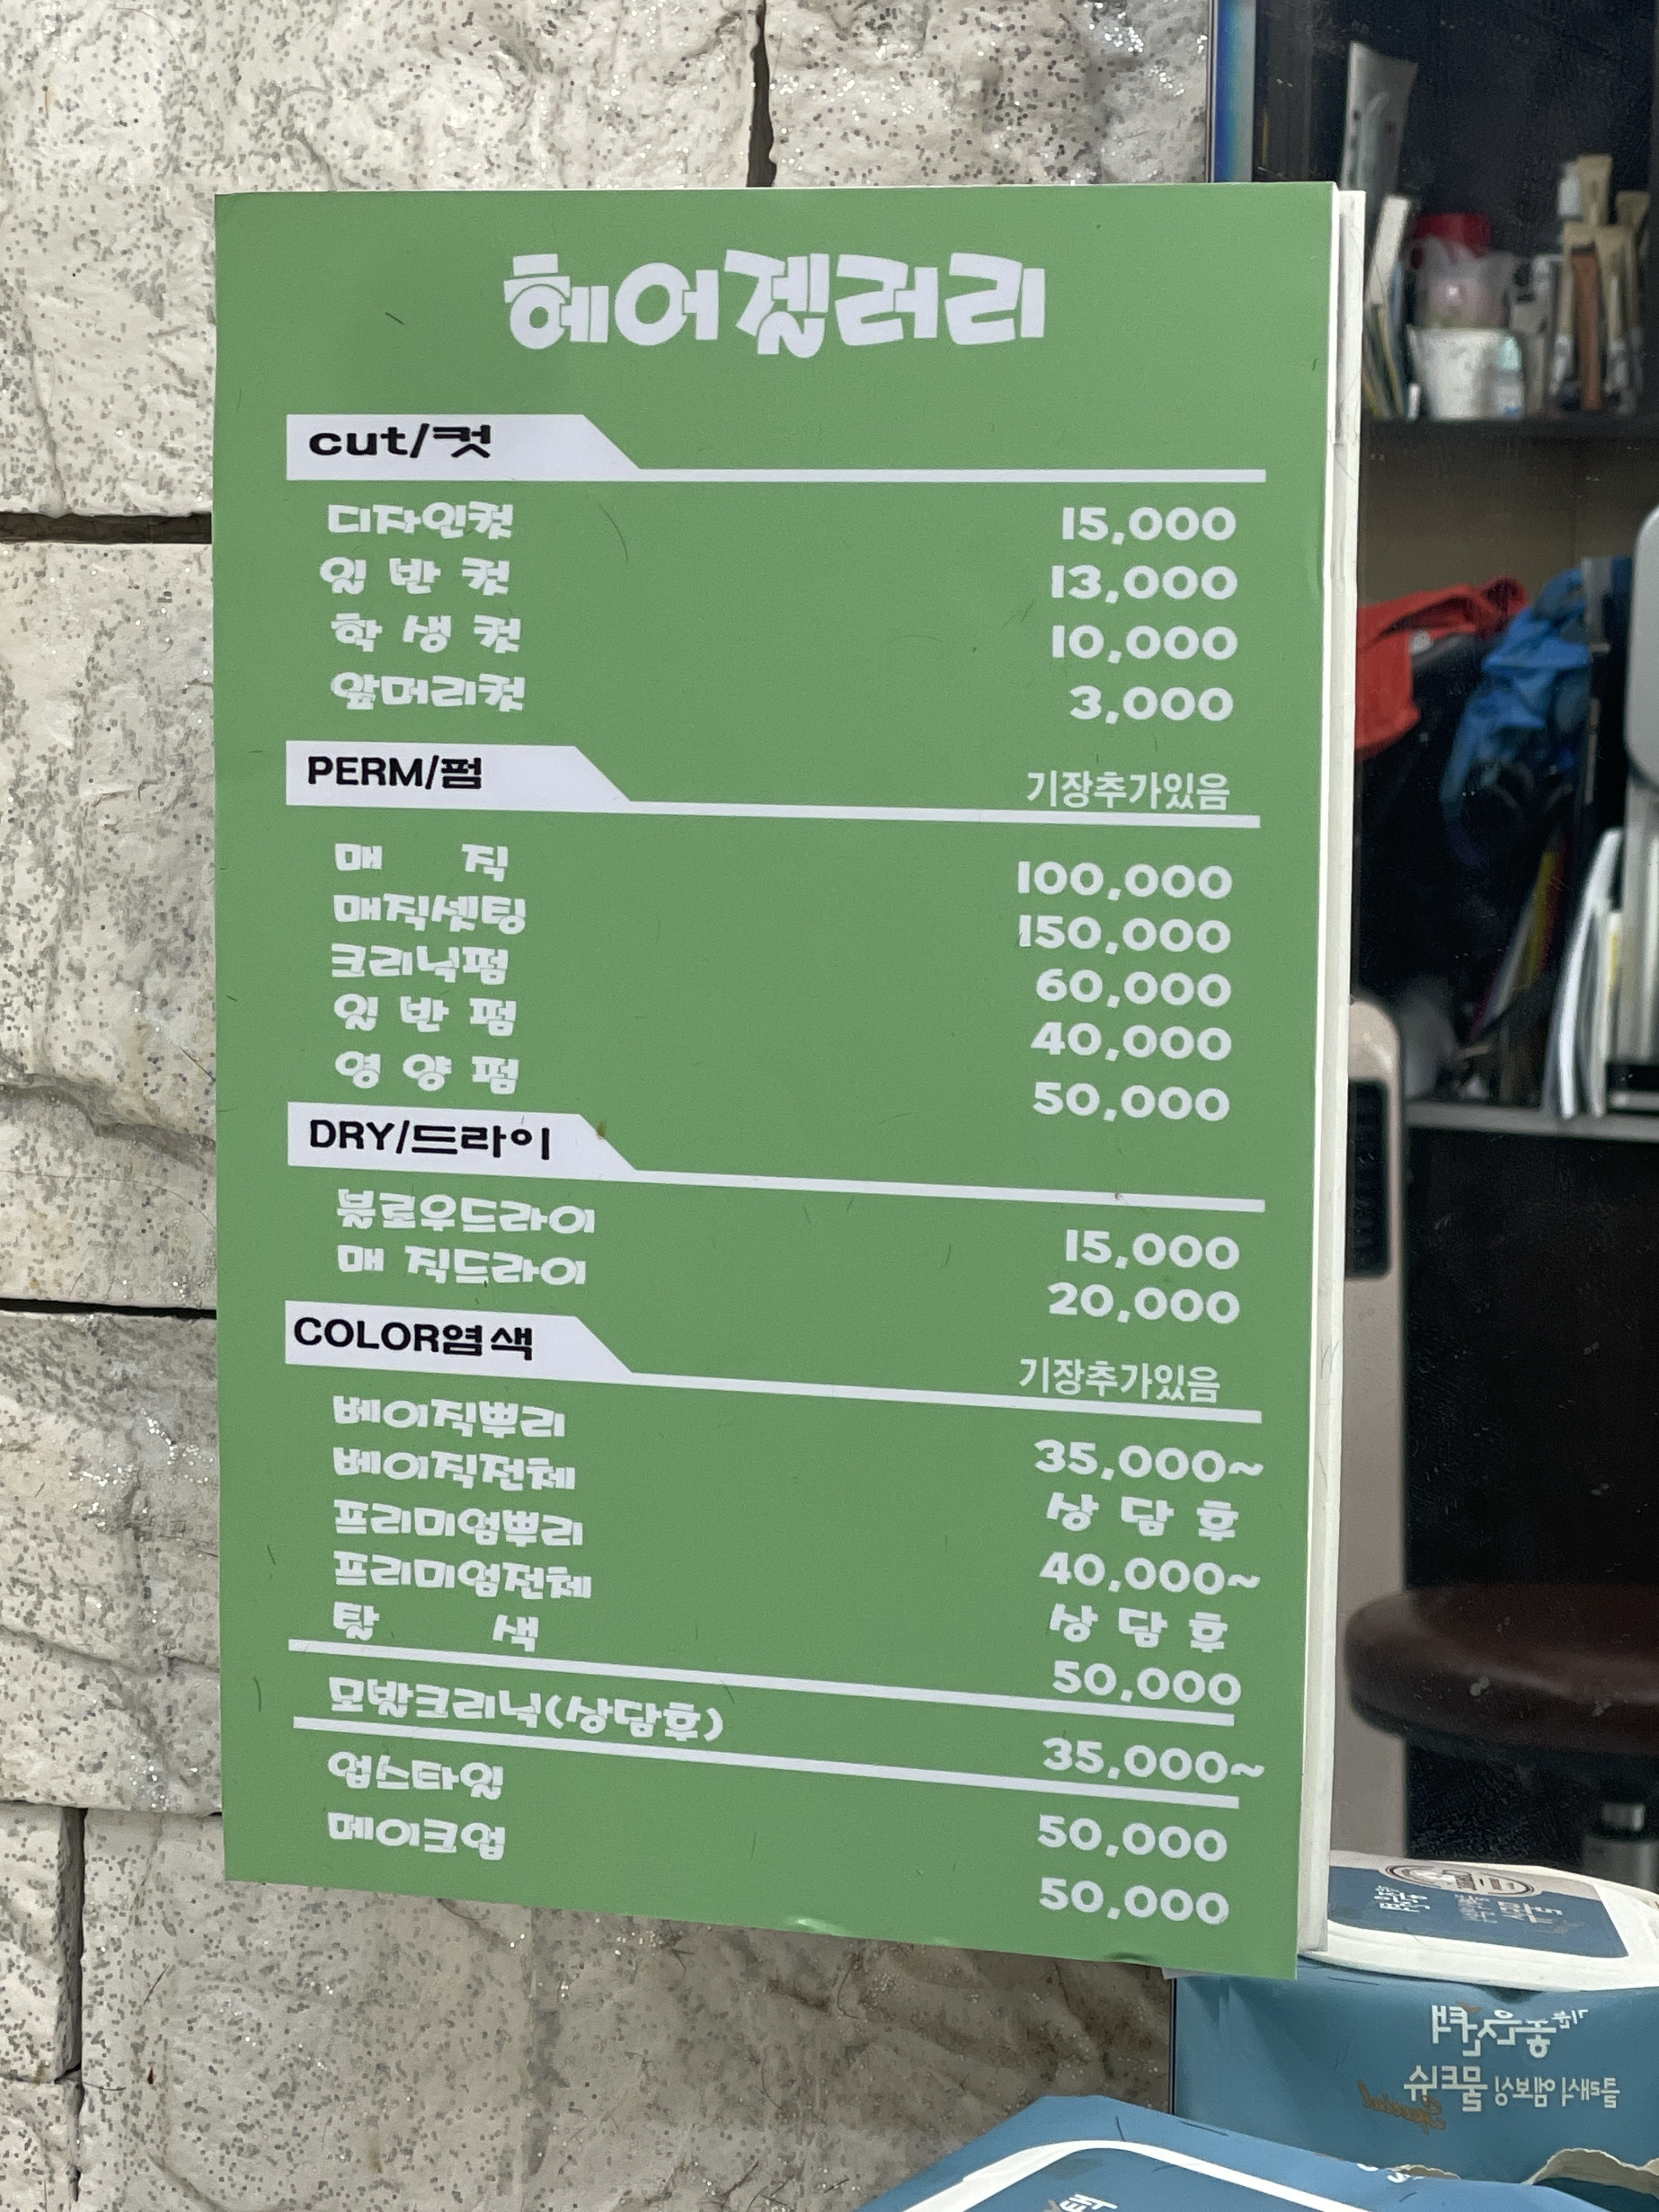 헤어겔러리
cut/컷
디자인컷 15,000
일 반 컷 13,000
학 생 컷 10,000
앞머리컷 3,000
PERM/펌 기장추가있음
매 직 100,000
매직셋팅 150,000
크리닉펌 60,000
일 반 펌 40,000
영 양 펌 50,000
DRY/드라이
블로우드라이 15,000
매 직드라이 20,000
COLOR염색 기장추가있음
베이직뿌리 35,000~
베이직전체 상 담 후
프리미엄뿌리 40,000~
프리미엄전체 상 담 후
탈 색 50,000
모발크리닉(상담후) 35,000~
업스타일 50,000
메이크업 50,000
물티슈
Special